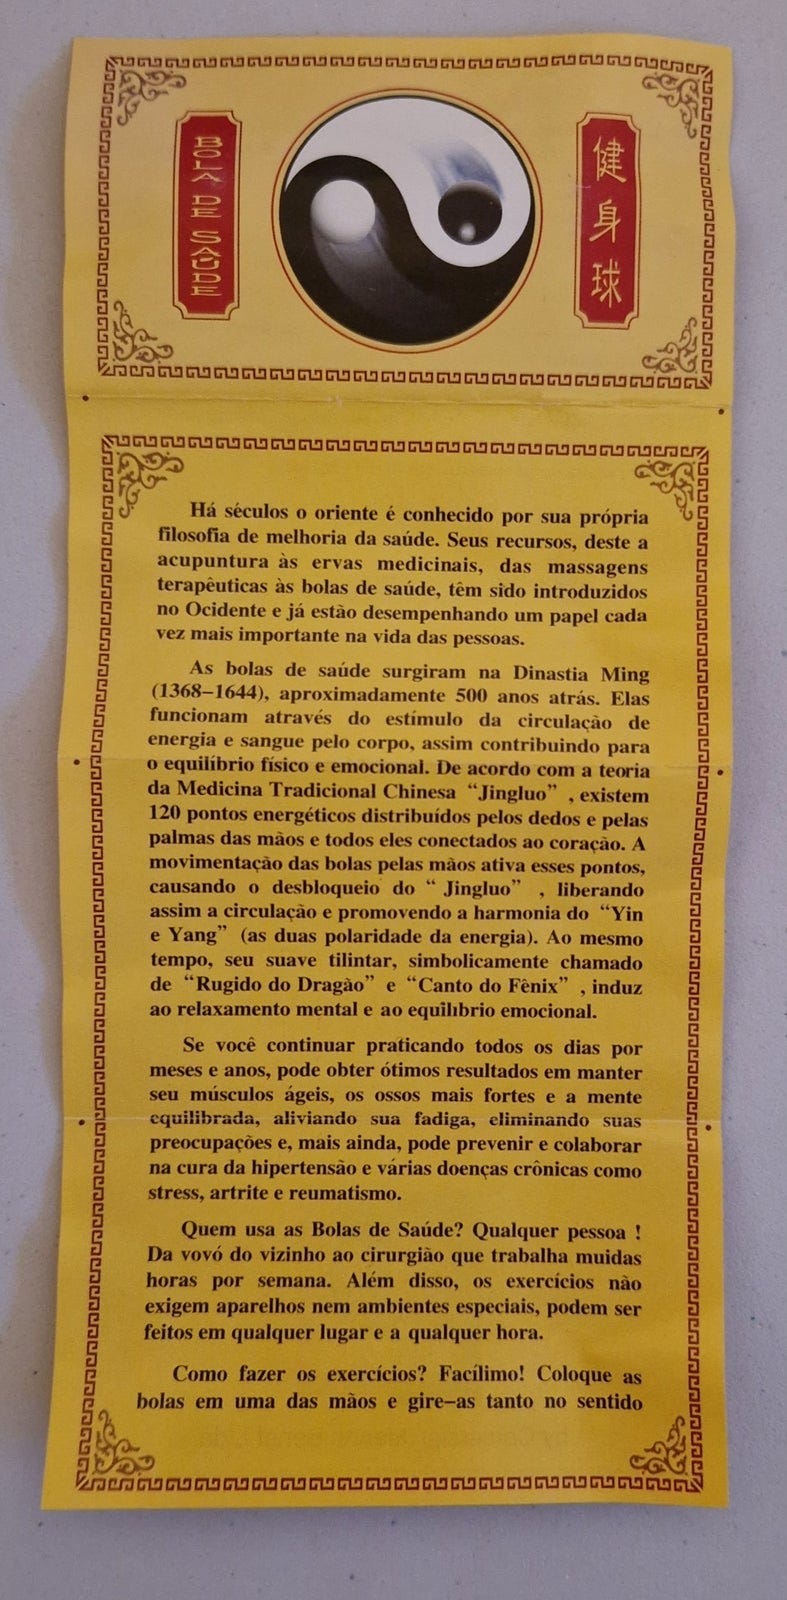 BOLA DE SAÚDE
健身球
Há séculos o oriente é conhecido por sua própria
filosofia de melhoria da saúde. Seus recursos, deste a
acupuntura às ervas medicinais, das massagens
terapêuticas às bolas de saúde, têm sido introduzidos
no Ocidente e já estão desempenhando um papel cada
vez mais importante na vida das pessoas.
As bolas de saúde surgiram na Dinastia Ming
(1368–1644), aproximadamente 500 anos atrás. Elas
funcionam através do estímulo da circulação de
energia e sangue pelo corpo, assim contribuindo para
o equilíbrio físico e emocional. De acordo com a teoria
da Medicina Tradicional Chinesa “Jingluo” , existem
120 pontos energéticos distribuídos pelos dedos e pelas
palmas das mãos e todos eles conectados ao coração. A
movimentação das bolas pelas mãos ativa esses pontos,
causando o desbloqueio do “ Jingluo” , liberando
assim a circulação e promovendo a harmonia do “Yin
e Yang” (as duas polaridade da energia). Ao mesmo
tempo, seu suave tilintar, simbolicamente chamado
de “Rugido do Dragão” e “Canto do Fênix” , induz
ao relaxamento mental e ao equilíbrio emocional.
Se você continuar praticando todos os dias por
meses e anos, pode obter ótimos resultados em manter
seu músculos ágeis, os ossos mais fortes e a mente
equilibrada, aliviando sua fadiga, eliminando suas
preocupações e, mais ainda, pode prevenir e colaborar
na cura da hipertensão e várias doenças crônicas como
stress, artrite e reumatismo.
Quem usa as Bolas de Saúde? Qualquer pessoa !
Da vovó do vizinho ao cirurgião que trabalha muidas
horas por semana. Além disso, os exercícios não
exigem aparelhos nem ambientes especiais, podem ser
feitos em qualquer lugar e a qualquer hora.
Como fazer os exercícios? Facílimo! Coloque as
bolas em uma das mãos e gire–as tanto no sentido